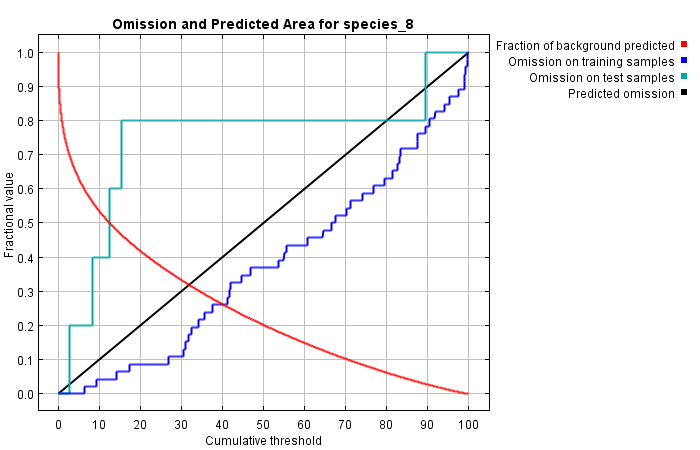 Omission and Predicted Area for species_8
Fraction of background predicted
Omission on training samples
Omission on test samples
Predicted omission
1.0
0.9
0.8
0.7
0.6
0.5
0.4
0.3
0.2
0.1
0.0
Fractional value
0 10 20 30 40 50 60 70 80 90 100
Cumulative threshold